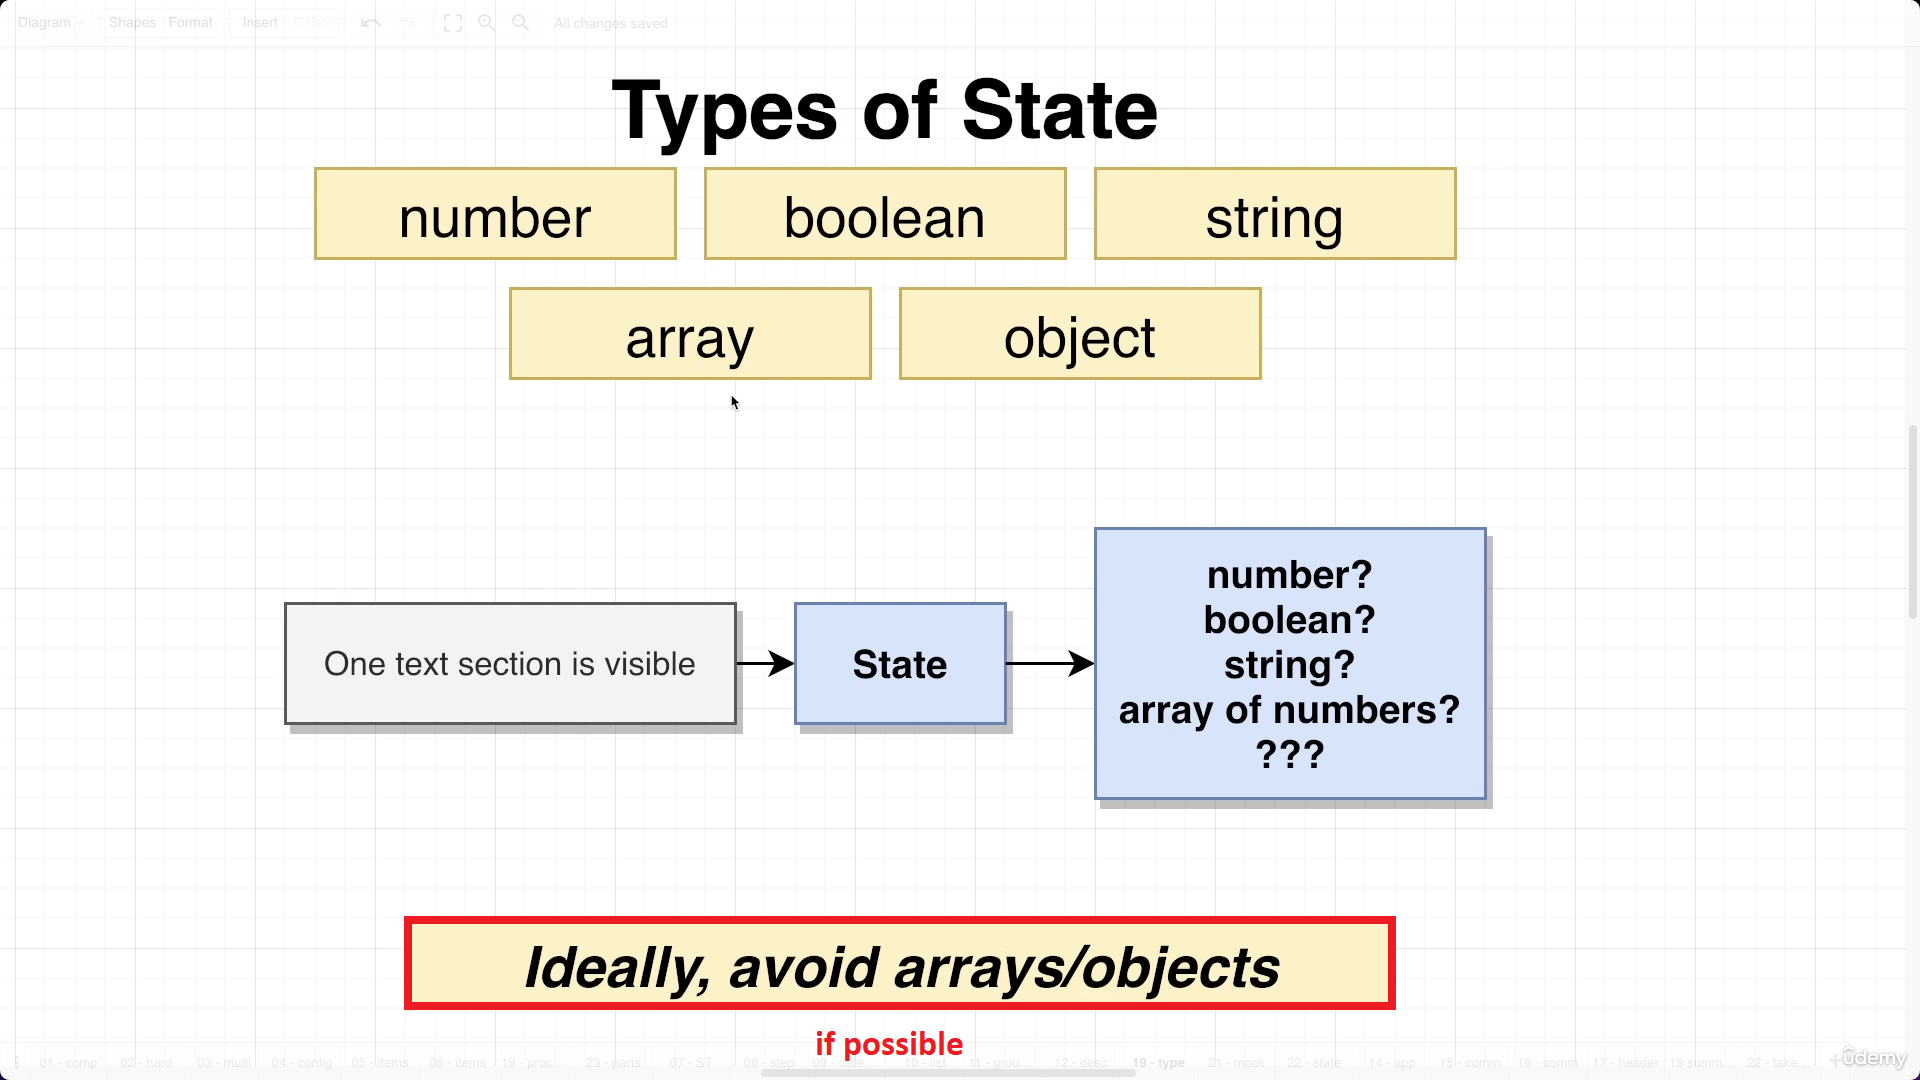 Diagram Shapes Format Insert Delete All changes saved
Types of State
number boolean string
array object
One text section is visible
State
number?
boolean?
string?
array of numbers?
???
Ideally, avoid arrays/objects
if possible
01 - comp 02 - hard 03 - multi 04 - config 05 - items 06 - items 18 - proc... 23 - parts 07 - ST 08 - step 10 - list 11 - grou... 12 - desc 19 - type 21 - mock 22 - state 14 - app 15 - comm 16 - comm 17 - header 19 summ... 22 - take...
ûdemy